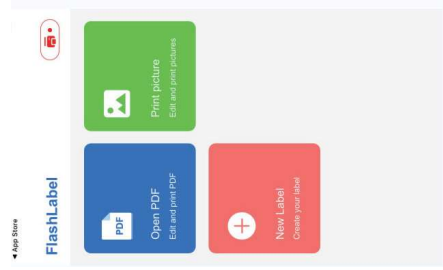 ◀ App Store
FlashLabel
PDF
Open PDF
Edit and print PDF
Print picture
Edit and print pictures
New Label
Create your label